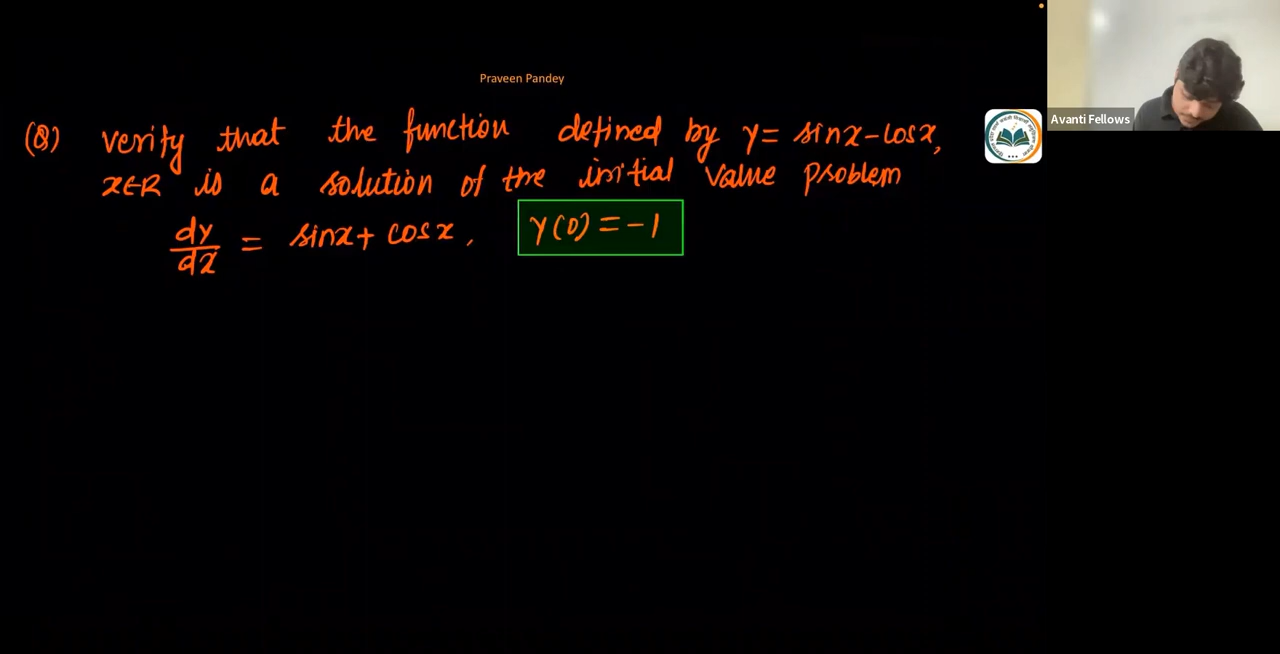 Praveen Pandey
Avanti Fellows
(Q) verify that the function defined by y = sinx – cosx,
x∈R is a solution of the initial value problem
dy/dx = sinx + cosx, y(0) = –1